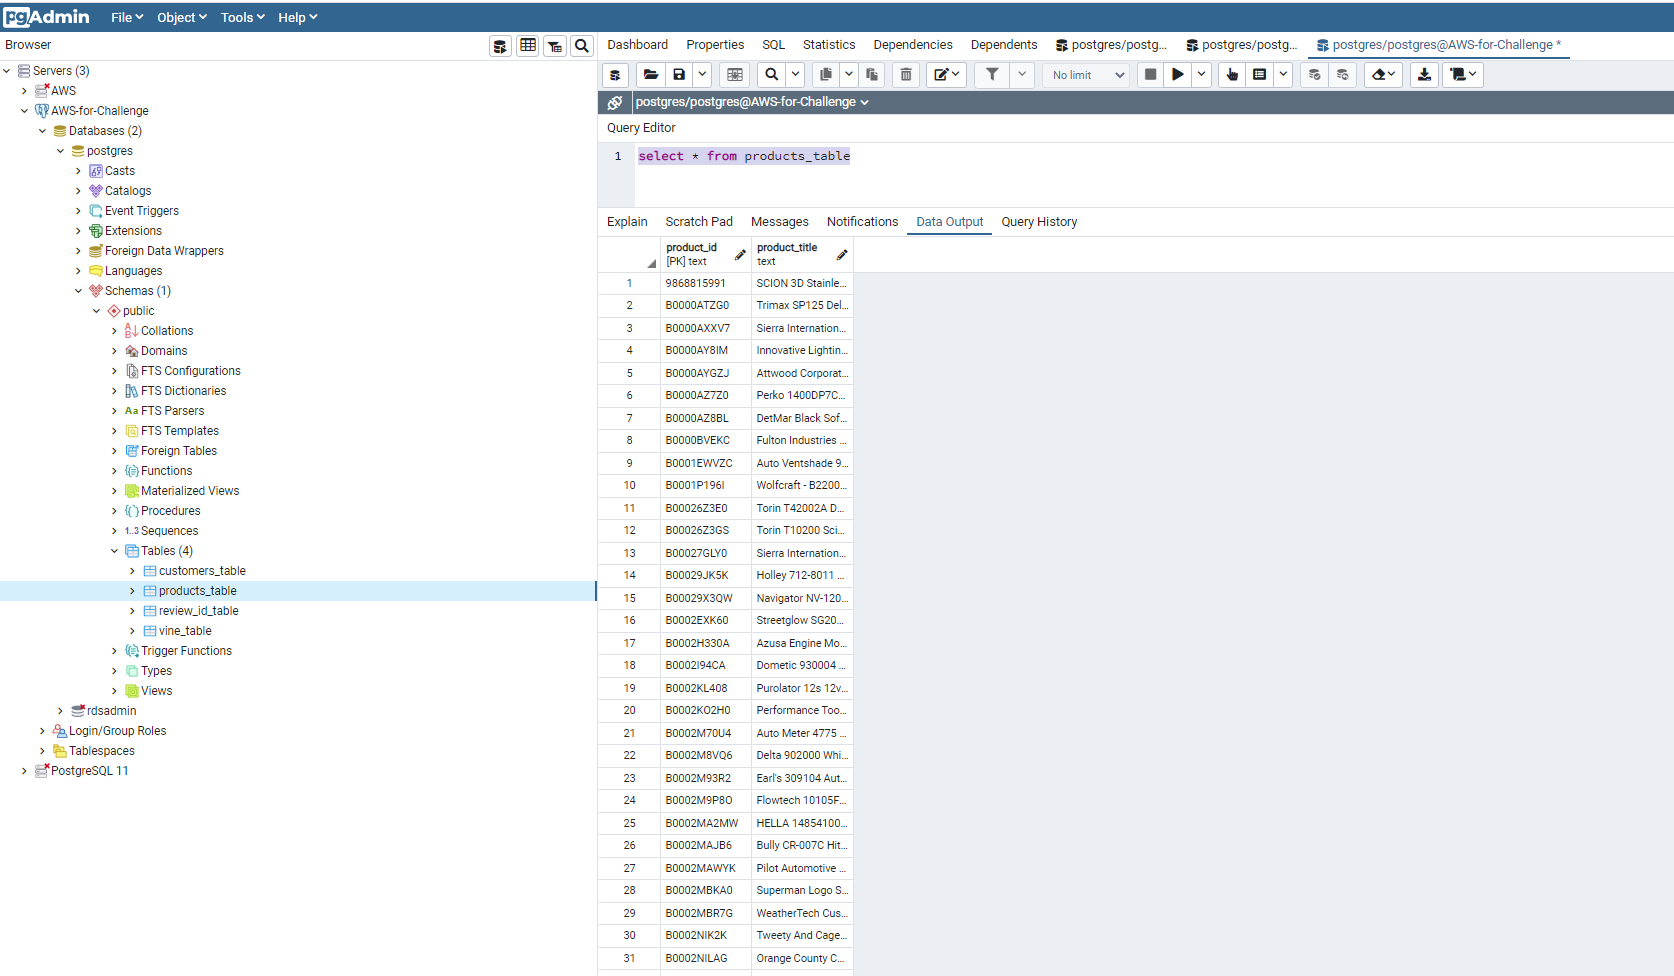 pgAdmin File Object Tools Help
Browser
Dashboard Properties SQL Statistics Dependencies Dependents postgres/postg... postgres/postg... postgres/postgres@AWS-for-Challenge *
No limit
postgres/postgres@AWS-for-Challenge
Query Editor
1 select * from products_table
Servers (3)
AWS
AWS-for-Challenge
Databases (2)
postgres
Casts
Catalogs
Event Triggers
Extensions
Foreign Data Wrappers
Languages
Schemas (1)
public
Collations
Domains
FTS Configurations
FTS Dictionaries
Aa FTS Parsers
FTS Templates
Foreign Tables
Functions
Materialized Views
Procedures
1..3 Sequences
Tables (4)
customers_table
products_table
review_id_table
vine_table
Trigger Functions
Types
Views
rdsadmin
Login/Group Roles
Tablespaces
PostgreSQL 11
Explain Scratch Pad Messages Notifications Data Output Query History
product_id product_title
[PK] text text
1 9868815991 SCION 3D Stainle...
2 B0000ATZG0 Trimax SP125 Del...
3 B0000AXXV7 Sierra Internation...
4 B0000AY8IM Innovative Lightin...
5 B0000AYGZJ Attwood Corporat...
6 B0000AZ7Z0 Perko 1400DP7C...
7 B0000AZ8BL DetMar Black Sof...
8 B0000BVEKC Fulton Industries ...
9 B0001EWVZC Auto Ventshade 9...
10 B0001P196I Wolfcraft - B2200...
11 B00026Z3E0 Torin T42002A D...
12 B00026Z3GS Torin T10200 Sci...
13 B00027GLY0 Sierra Internation...
14 B00029JK5K Holley 712-8011 ...
15 B00029X3QW Navigator NV-120...
16 B0002EXK60 Streetglow SG20...
17 B0002H330A Azusa Engine Mo...
18 B0002I94CA Dometic 930004 ...
19 B0002KL408 Purolator 12s 12v...
20 B0002KO2H0 Performance Too...
21 B0002M70U4 Auto Meter 4775 ...
22 B0002M8VQ6 Delta 902000 Whi...
23 B0002M93R2 Earl's 309104 Aut...
24 B0002M9P8O Flowtech 10105F...
25 B0002MA2MW HELLA 14854100...
26 B0002MAJB6 Bully CR-007C Hit...
27 B0002MAWYK Pilot Automotive ...
28 B0002MBKA0 Superman Logo S...
29 B0002MBR7G WeatherTech Cus...
30 B0002NIK2K Tweety And Cage...
31 B0002NILAG Orange County C...